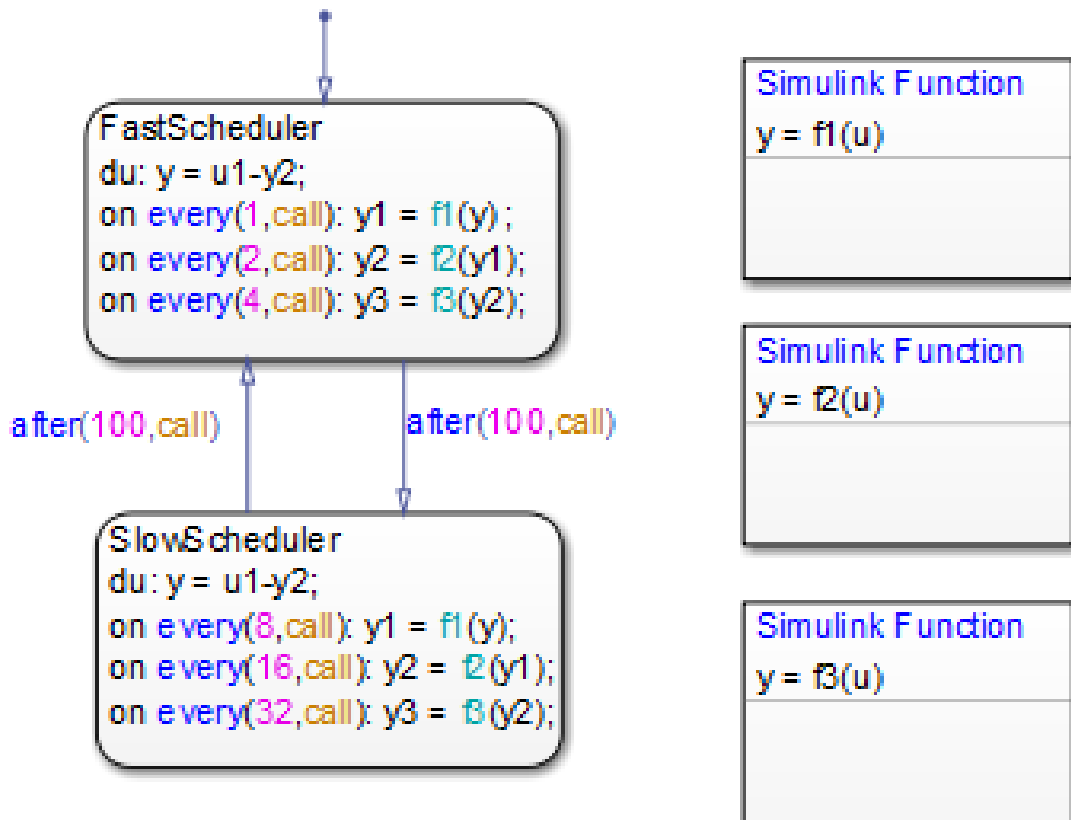 FastScheduler
du: y = u1-y2;
on every(1,call): y1 = f1(y) ;
on every(2,call): y2 = f2(y1);
on every(4,call): y3 = f3(y2);
after(100,call)
after(100,call)
SlowScheduler
du: y = u1-y2;
on every(8,call): y1 = f1(y);
on every(16,call): y2 = f2(y1);
on every(32,call): y3 = f3(y2);
Simulink Function
y = f1(u)
Simulink Function
y = f2(u)
Simulink Function
y = f3(u)